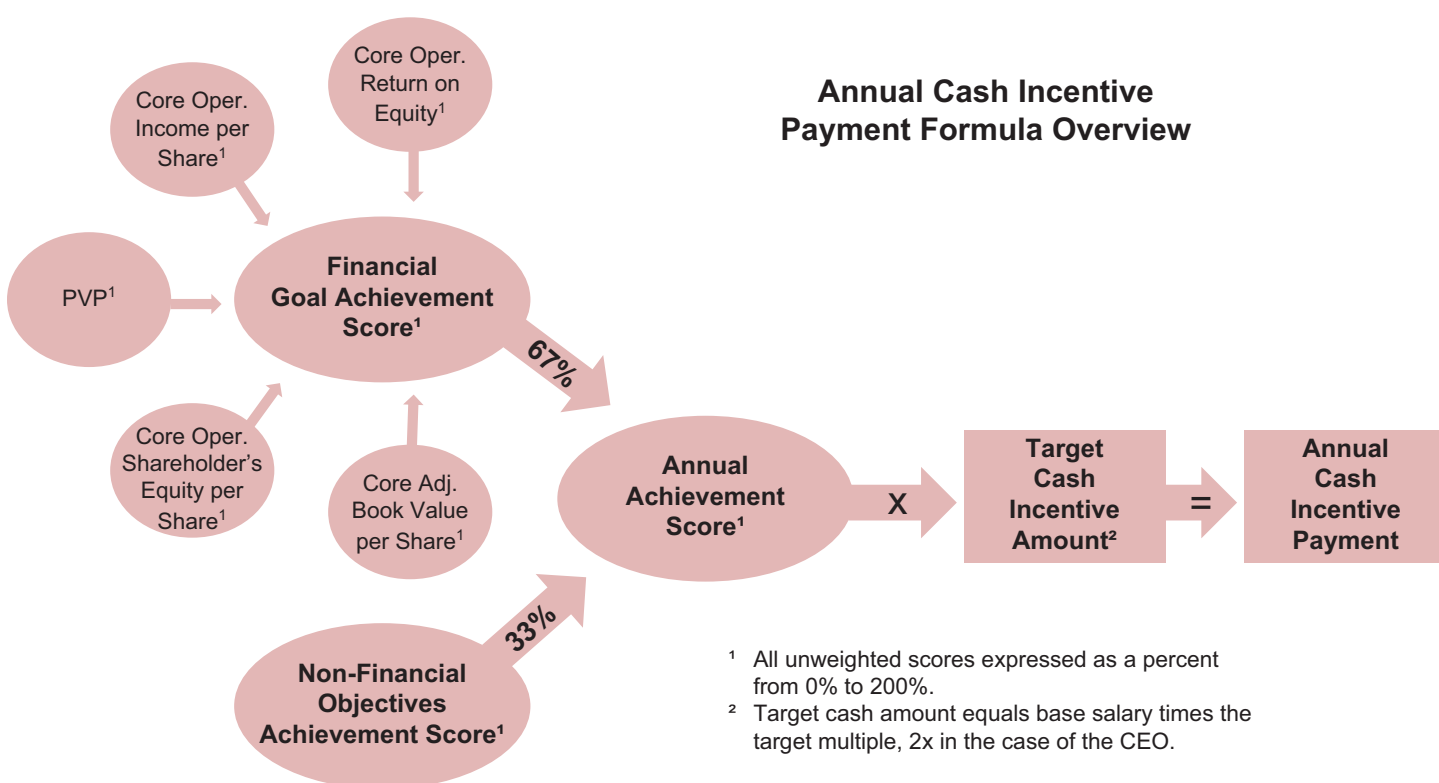 Annual Cash Incentive
Payment Formula Overview
Core Oper.
Return on
Equity¹
Core Oper.
Income per
Share¹
PVP¹
Financial
Goal Achievement
Score¹
Core Oper.
Shareholder's
Equity per
Share¹
Core Adj.
Book Value
per Share¹
67%
Non-Financial
Objectives
Achievement Score¹
33%
Annual
Achievement
Score¹
X
Target
Cash
Incentive
Amount²
=
Annual
Cash
Incentive
Payment
¹ All unweighted scores expressed as a percent
from 0% to 200%.
² Target cash amount equals base salary times the
target multiple, 2x in the case of the CEO.